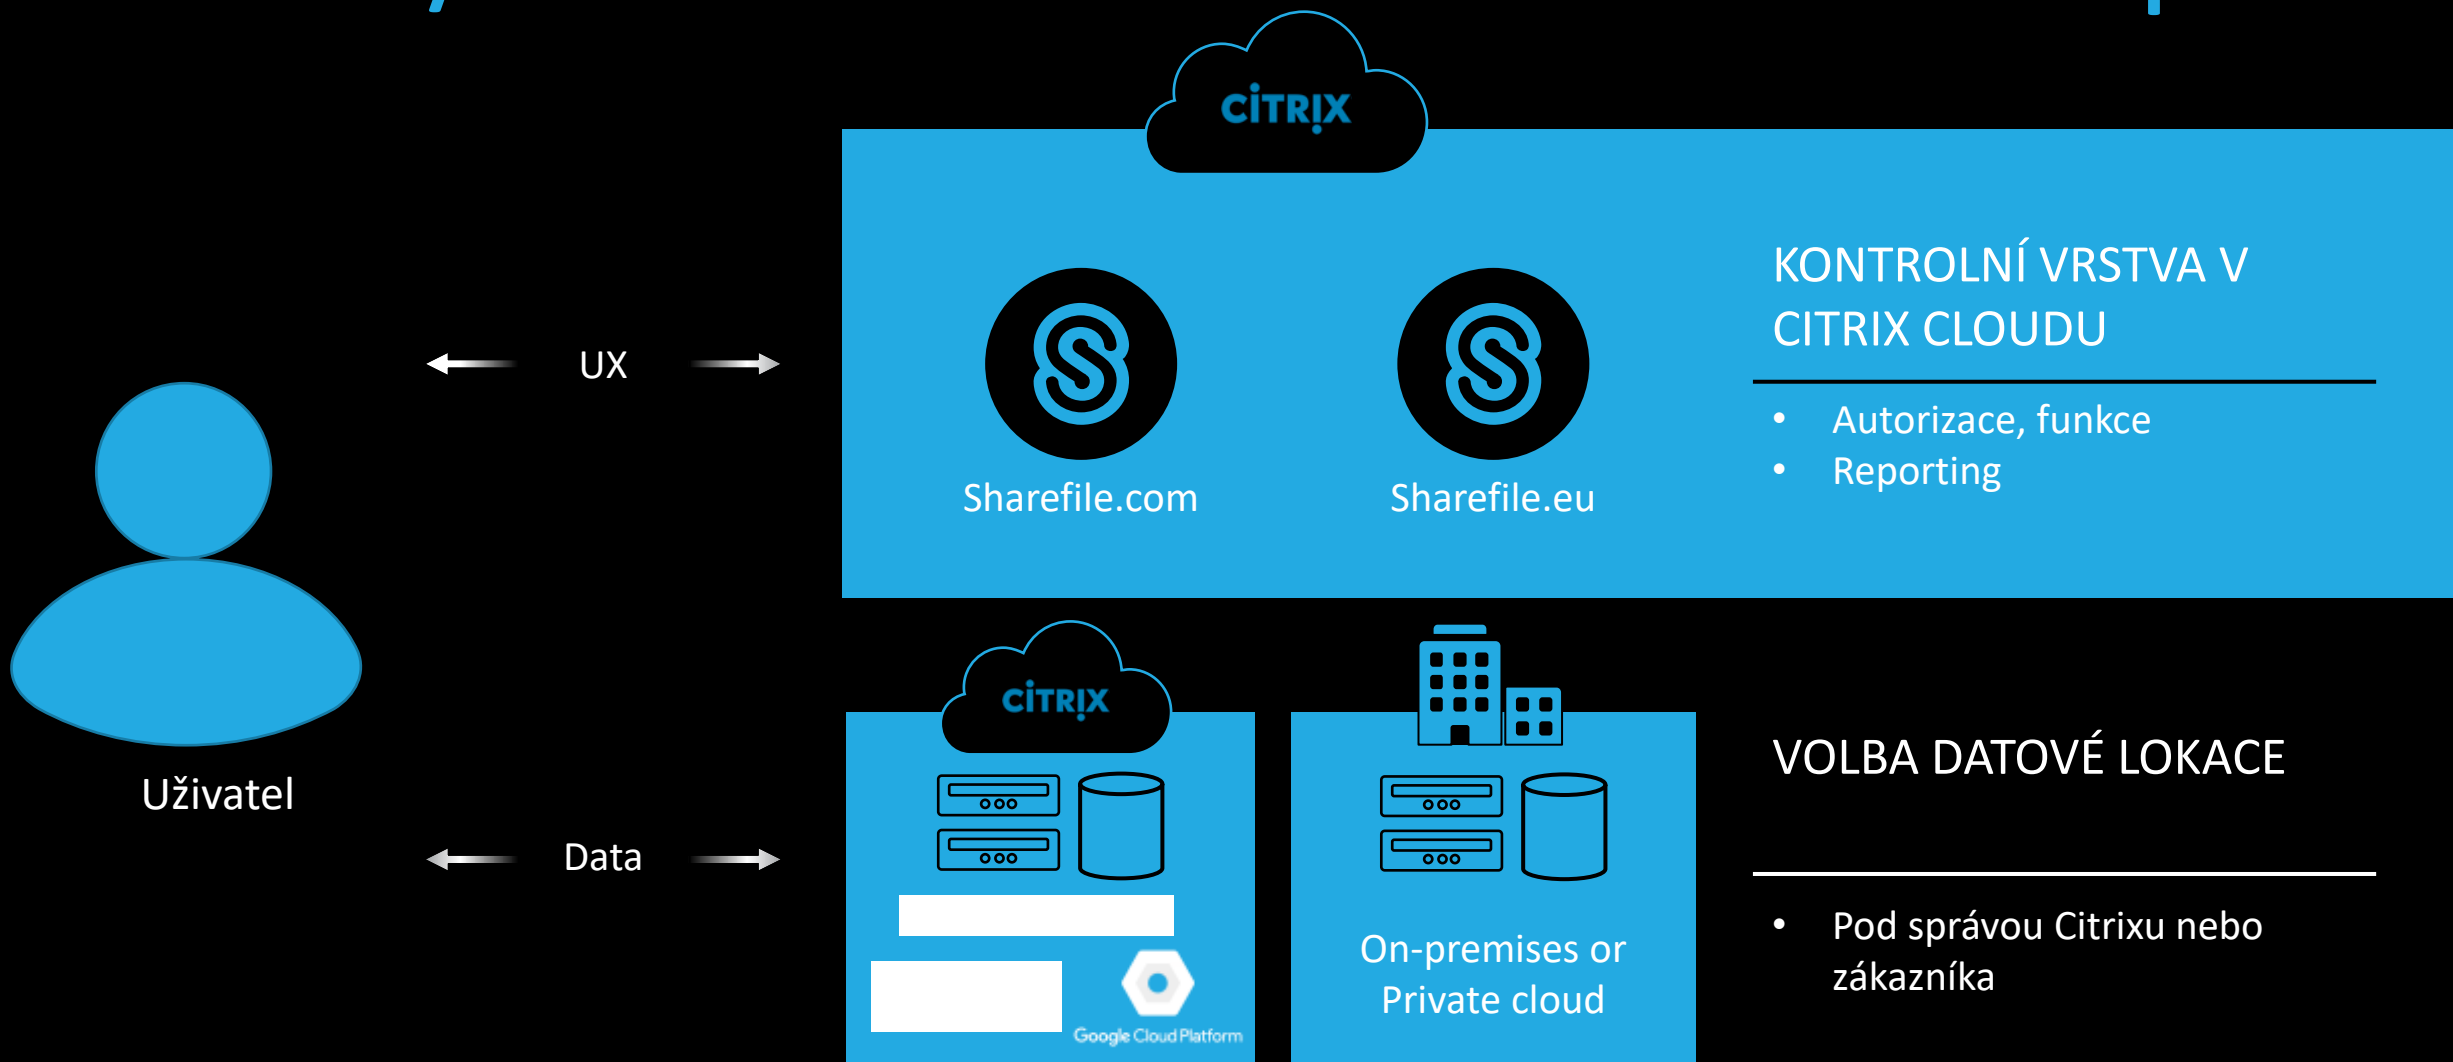 CITRIX
KONTROLNÍ VRSTVA V
CITRIX CLOUDU
UX
Autorizace, funkce
Reporting
Sharefile.com
Sharefile.eu
CITRIX
Uživatel
VOLBA DATOVÉ LOKACE
Data
On-premises or
Private cloud
Pod správou Citrixu nebo
zákazníka
Google Cloud Platform